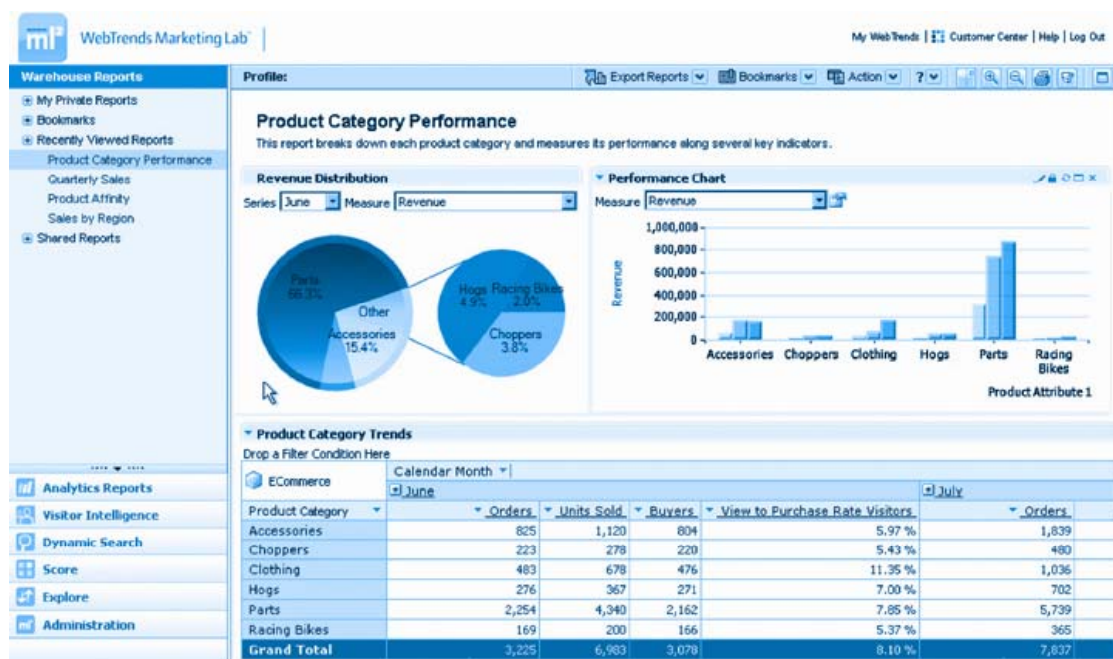 WebTrends Marketing Lab
My WebTrends | Customer Center | Help | Log Out
Warehouse Reports
My Private Reports
Bookmarks
Recently Viewed Reports
Product Category Performance
Quarterly Sales
Product Affinity
Sales by Region
Shared Reports
Analytics Reports
Visitor Intelligence
Dynamic Search
Score
Explore
Administration
Profile:
Export Reports Bookmarks Action ?
Product Category Performance
This report breaks down each product category and measures its performance along several key indicators.
Revenue Distribution
Series June Measure Revenue
Parts
66.3%
Other
Accessories
15.4%
Hogs Racing Bikes
4.9% 2.0%
Choppers
3.8%
Performance Chart
Measure Revenue
Revenue
1,000,000
800,000
600,000
400,000
200,000
0
Accessories Choppers Clothing Hogs Parts Racing
Bikes
Product Attribute 1
Product Category Trends
Drop a Filter Condition Here
ECommerce Calendar Month
June July
Product Category Orders Units Sold Buyers View to Purchase Rate Visitors Orders
Accessories 825 1,120 804 5.97 % 1,839
Choppers 223 278 220 5.43 % 480
Clothing 483 678 476 11.35 % 1,036
Hogs 276 367 271 7.00 % 702
Parts 2,254 4,340 2,162 7.85 % 5,739
Racing Bikes 169 200 166 5.37 % 365
Grand Total 3,225 6,983 3,078 8.10 % 7,837